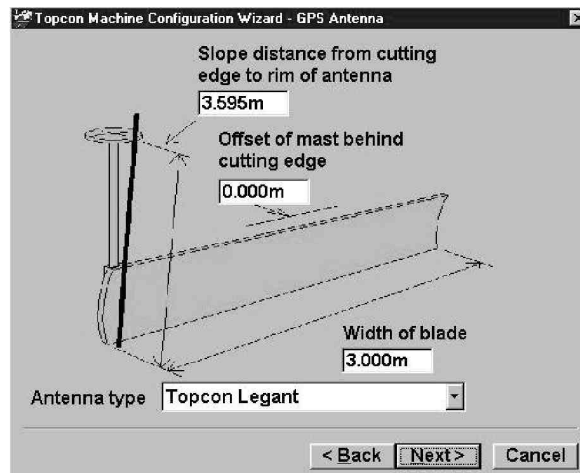 Topcon Machine Configuration Wizard - GPS Antenna
Slope distance from cutting
edge to rim of antenna
3.595m
Offset of mast behind
cutting edge
0.000m
Width of blade
3.000m
Antenna type
Topcon Legant
< Back
Next >
Cancel